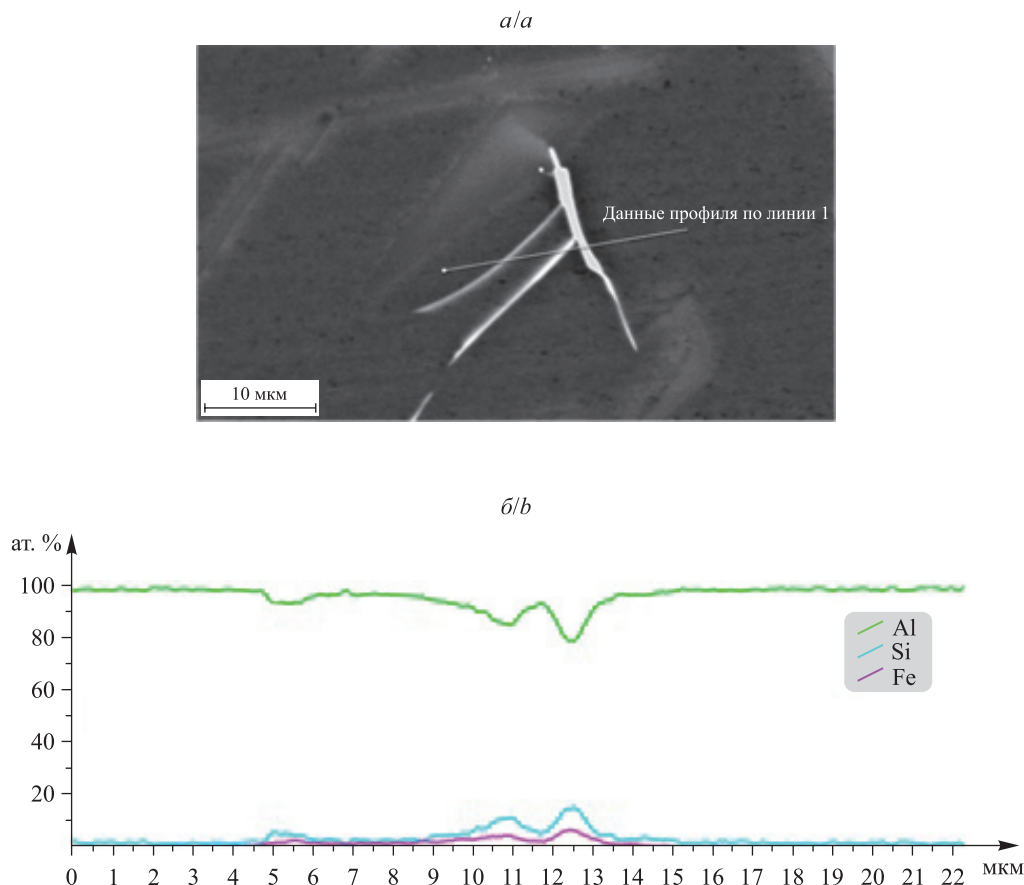 а/a
Данные профиля по линии 1
10 мкм
б/b
ат. %
100
80
60
40
20
Al
Si
Fe
0 1 2 3 4 5 6 7 8 9 10 11 12 13 14 15 16 17 18 19 20 21 22 мкм